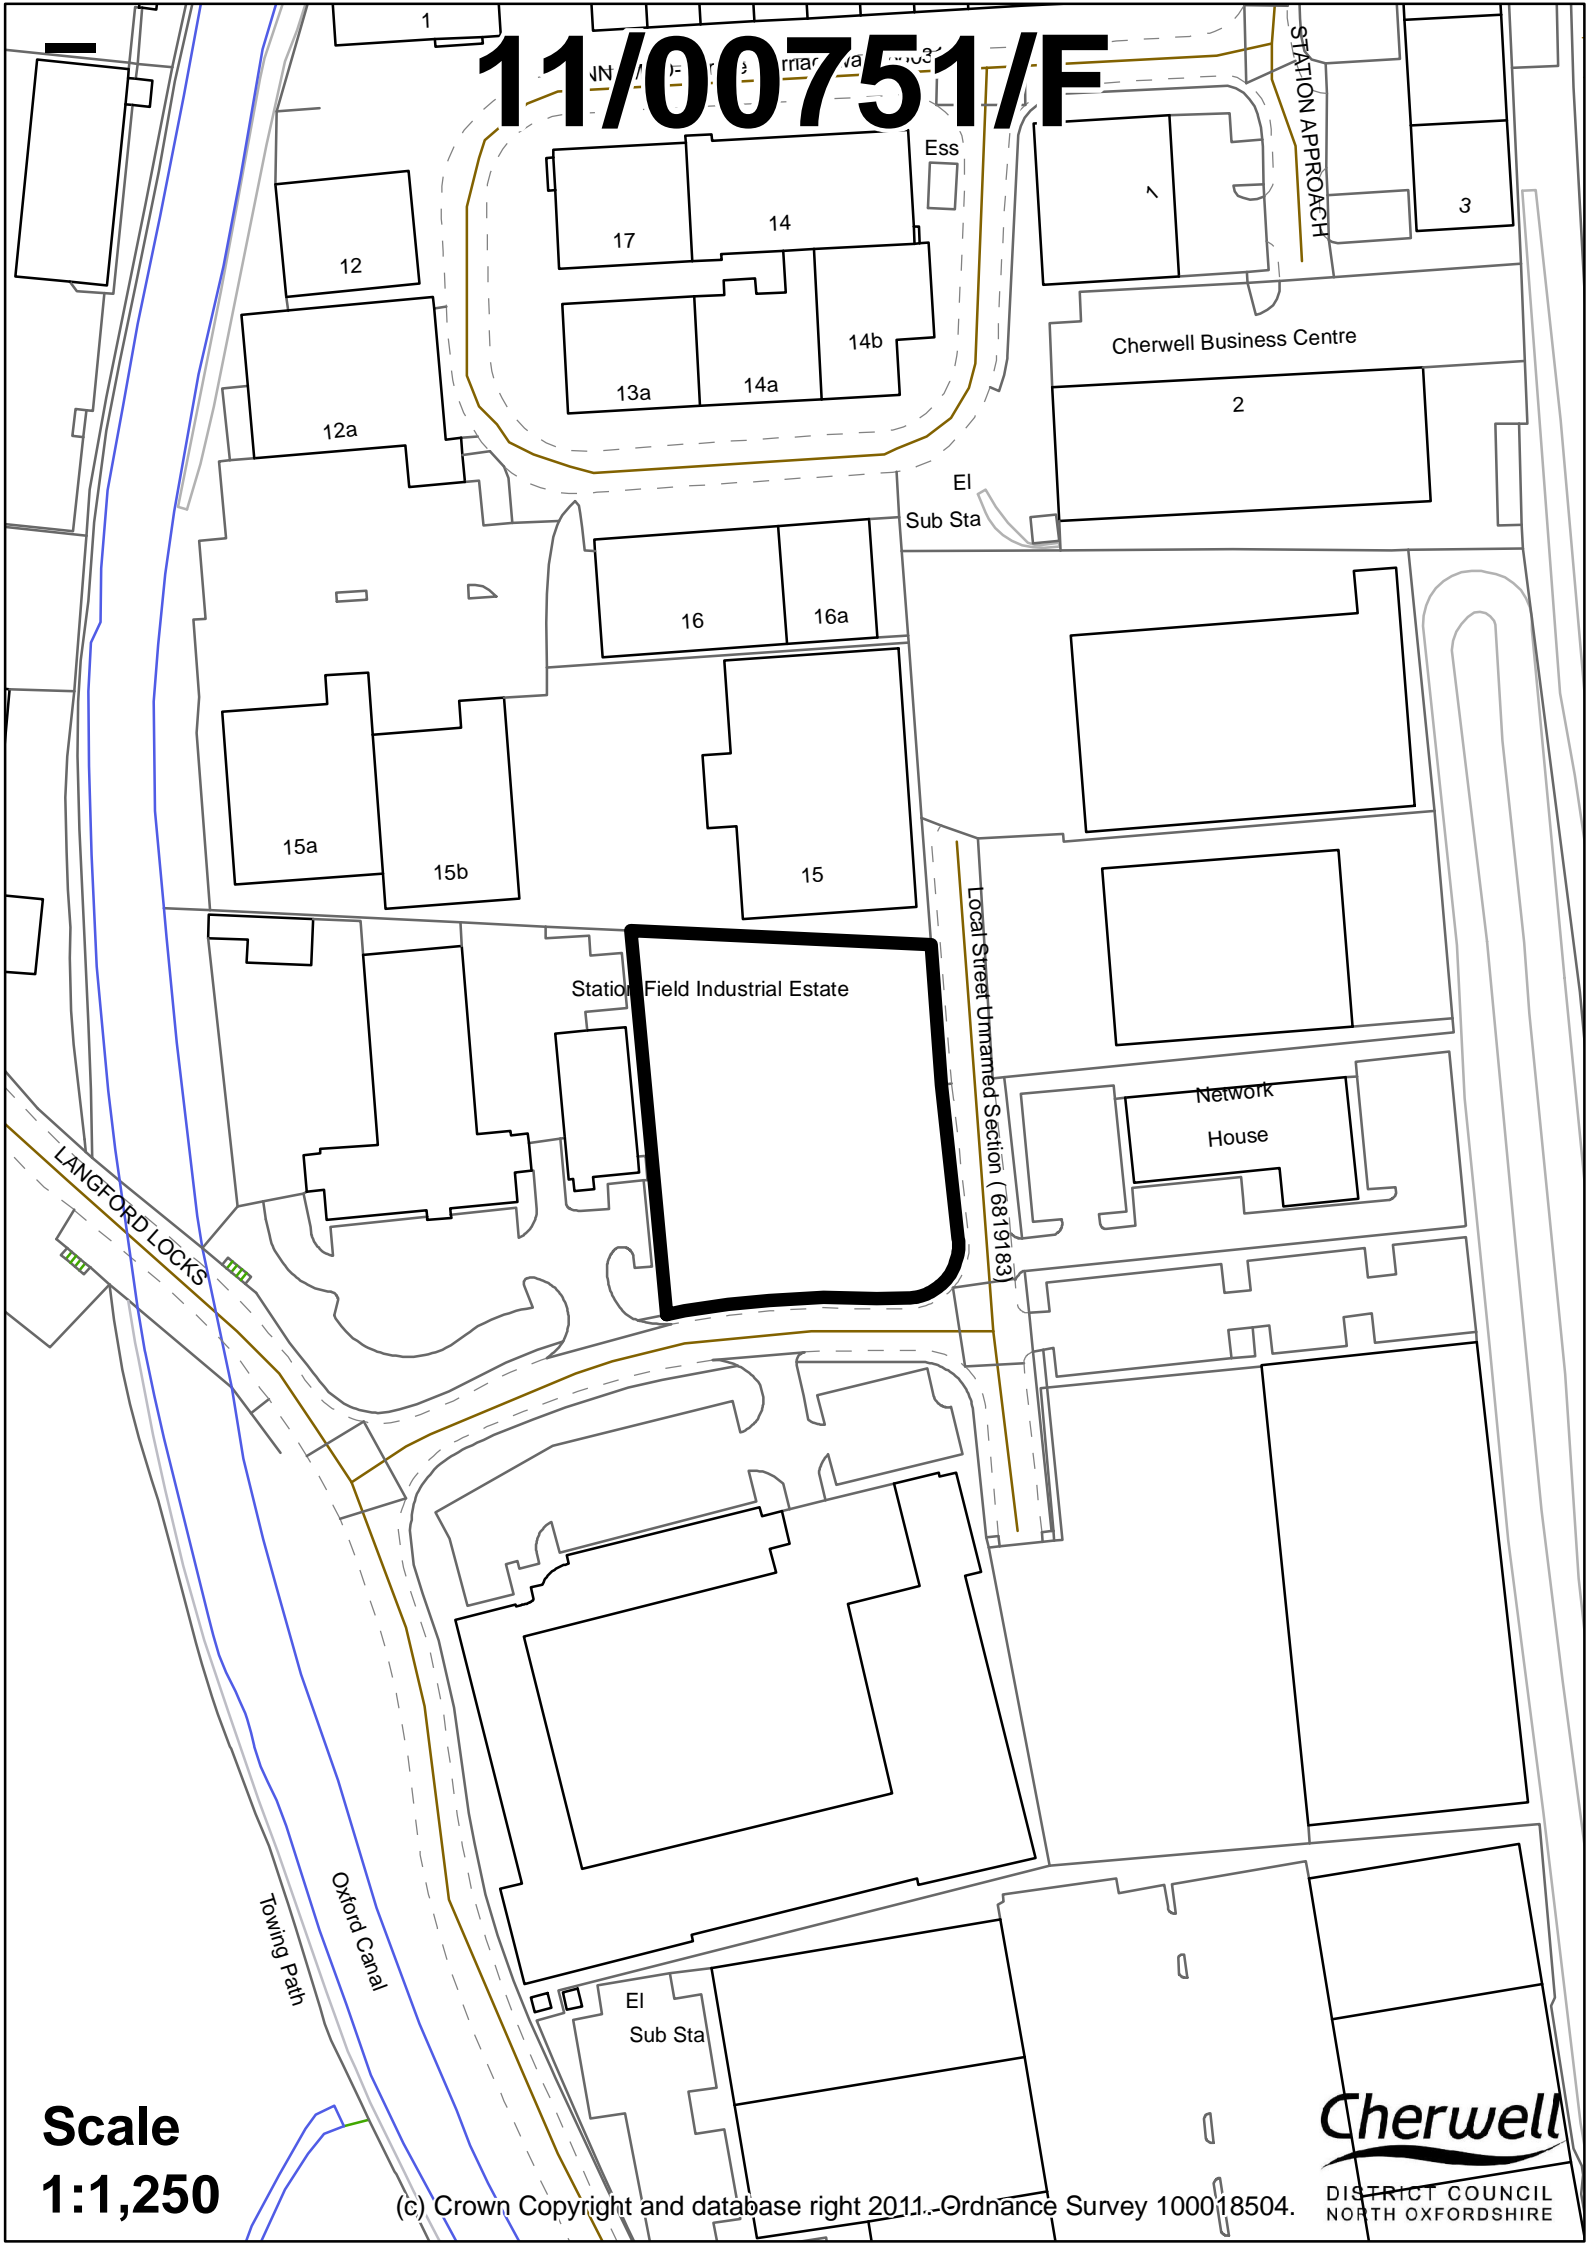 11/00751/F
1
STATION APPROACH
Ess
1
3
17
14
12
14b
Cherwell Business Centre
13a
14a
2
12a
El
Sub Sta
16
16a
15a
15b
15
Local Street Unnamed Section ( 6819183)
Station Field Industrial Estate
Network
House
LANGFORD LOCKS
Oxford Canal
Towing Path
El
Sub Sta
Scale
1:1,250
(c) Crown Copyright and database right 2011. Ordnance Survey 100018504.
Cherwell
DISTRICT COUNCIL
NORTH OXFORDSHIRE